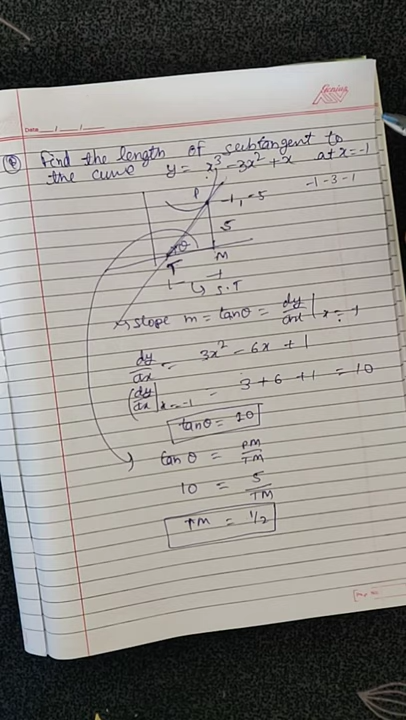 Genius
Date ___/___/___
Q Find the length of subtangent to
the curve y = x³ - 3x² + x at x = -1
P -1, -5
-1 -3 -1
5
θ
T M
↳ S.T
→ slope m = tanθ = dy/dx | x = -1
dy/dx = 3x² - 6x + 1
(dy/dx) x = -1 = 3 + 6 + 1 = 10
tanθ = 10
tan θ = PM/TM
10 = 5/TM
TM = 1/2